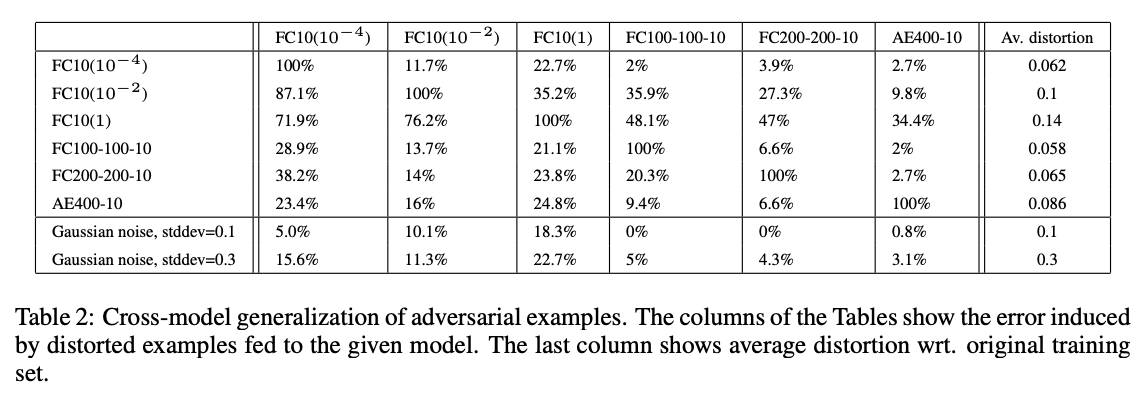 FC10(10⁻⁴) FC10(10⁻²) FC10(1) FC100-100-10 FC200-200-10 AE400-10 Av. distortion
FC10(10⁻⁴) 100% 11.7% 22.7% 2% 3.9% 2.7% 0.062
FC10(10⁻²) 87.1% 100% 35.2% 35.9% 27.3% 9.8% 0.1
FC10(1) 71.9% 76.2% 100% 48.1% 47% 34.4% 0.14
FC100-100-10 28.9% 13.7% 21.1% 100% 6.6% 2% 0.058
FC200-200-10 38.2% 14% 23.8% 20.3% 100% 2.7% 0.065
AE400-10 23.4% 16% 24.8% 9.4% 6.6% 100% 0.086
Gaussian noise, stddev=0.1 5.0% 10.1% 18.3% 0% 0% 0.8% 0.1
Gaussian noise, stddev=0.3 15.6% 11.3% 22.7% 5% 4.3% 3.1% 0.3
Table 2: Cross-model generalization of adversarial examples. The columns of the Tables show the error induced
by distorted examples fed to the given model. The last column shows average distortion wrt. original training
set.